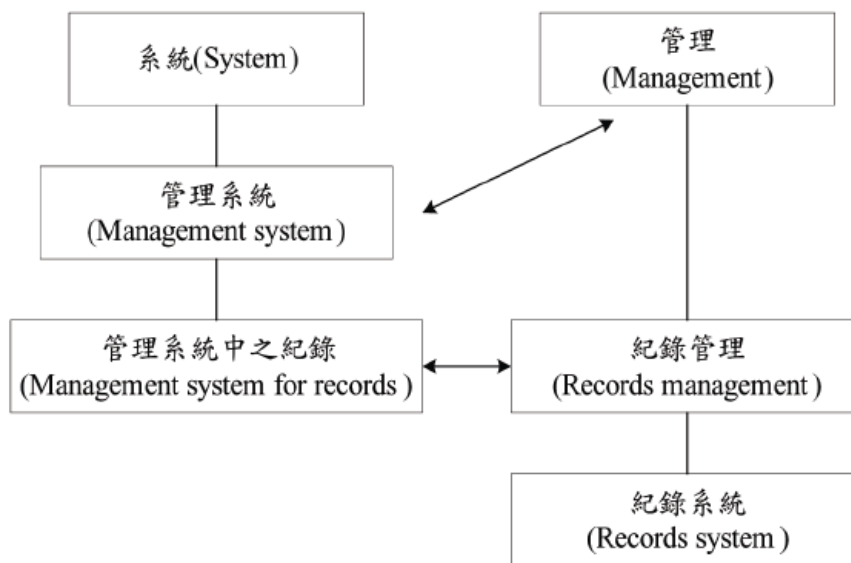 系統(System)
管理
(Management)
管理系統
(Management system)
管理系統中之紀錄
(Management system for records)
紀錄管理
(Records management)
紀錄系統
(Records system)